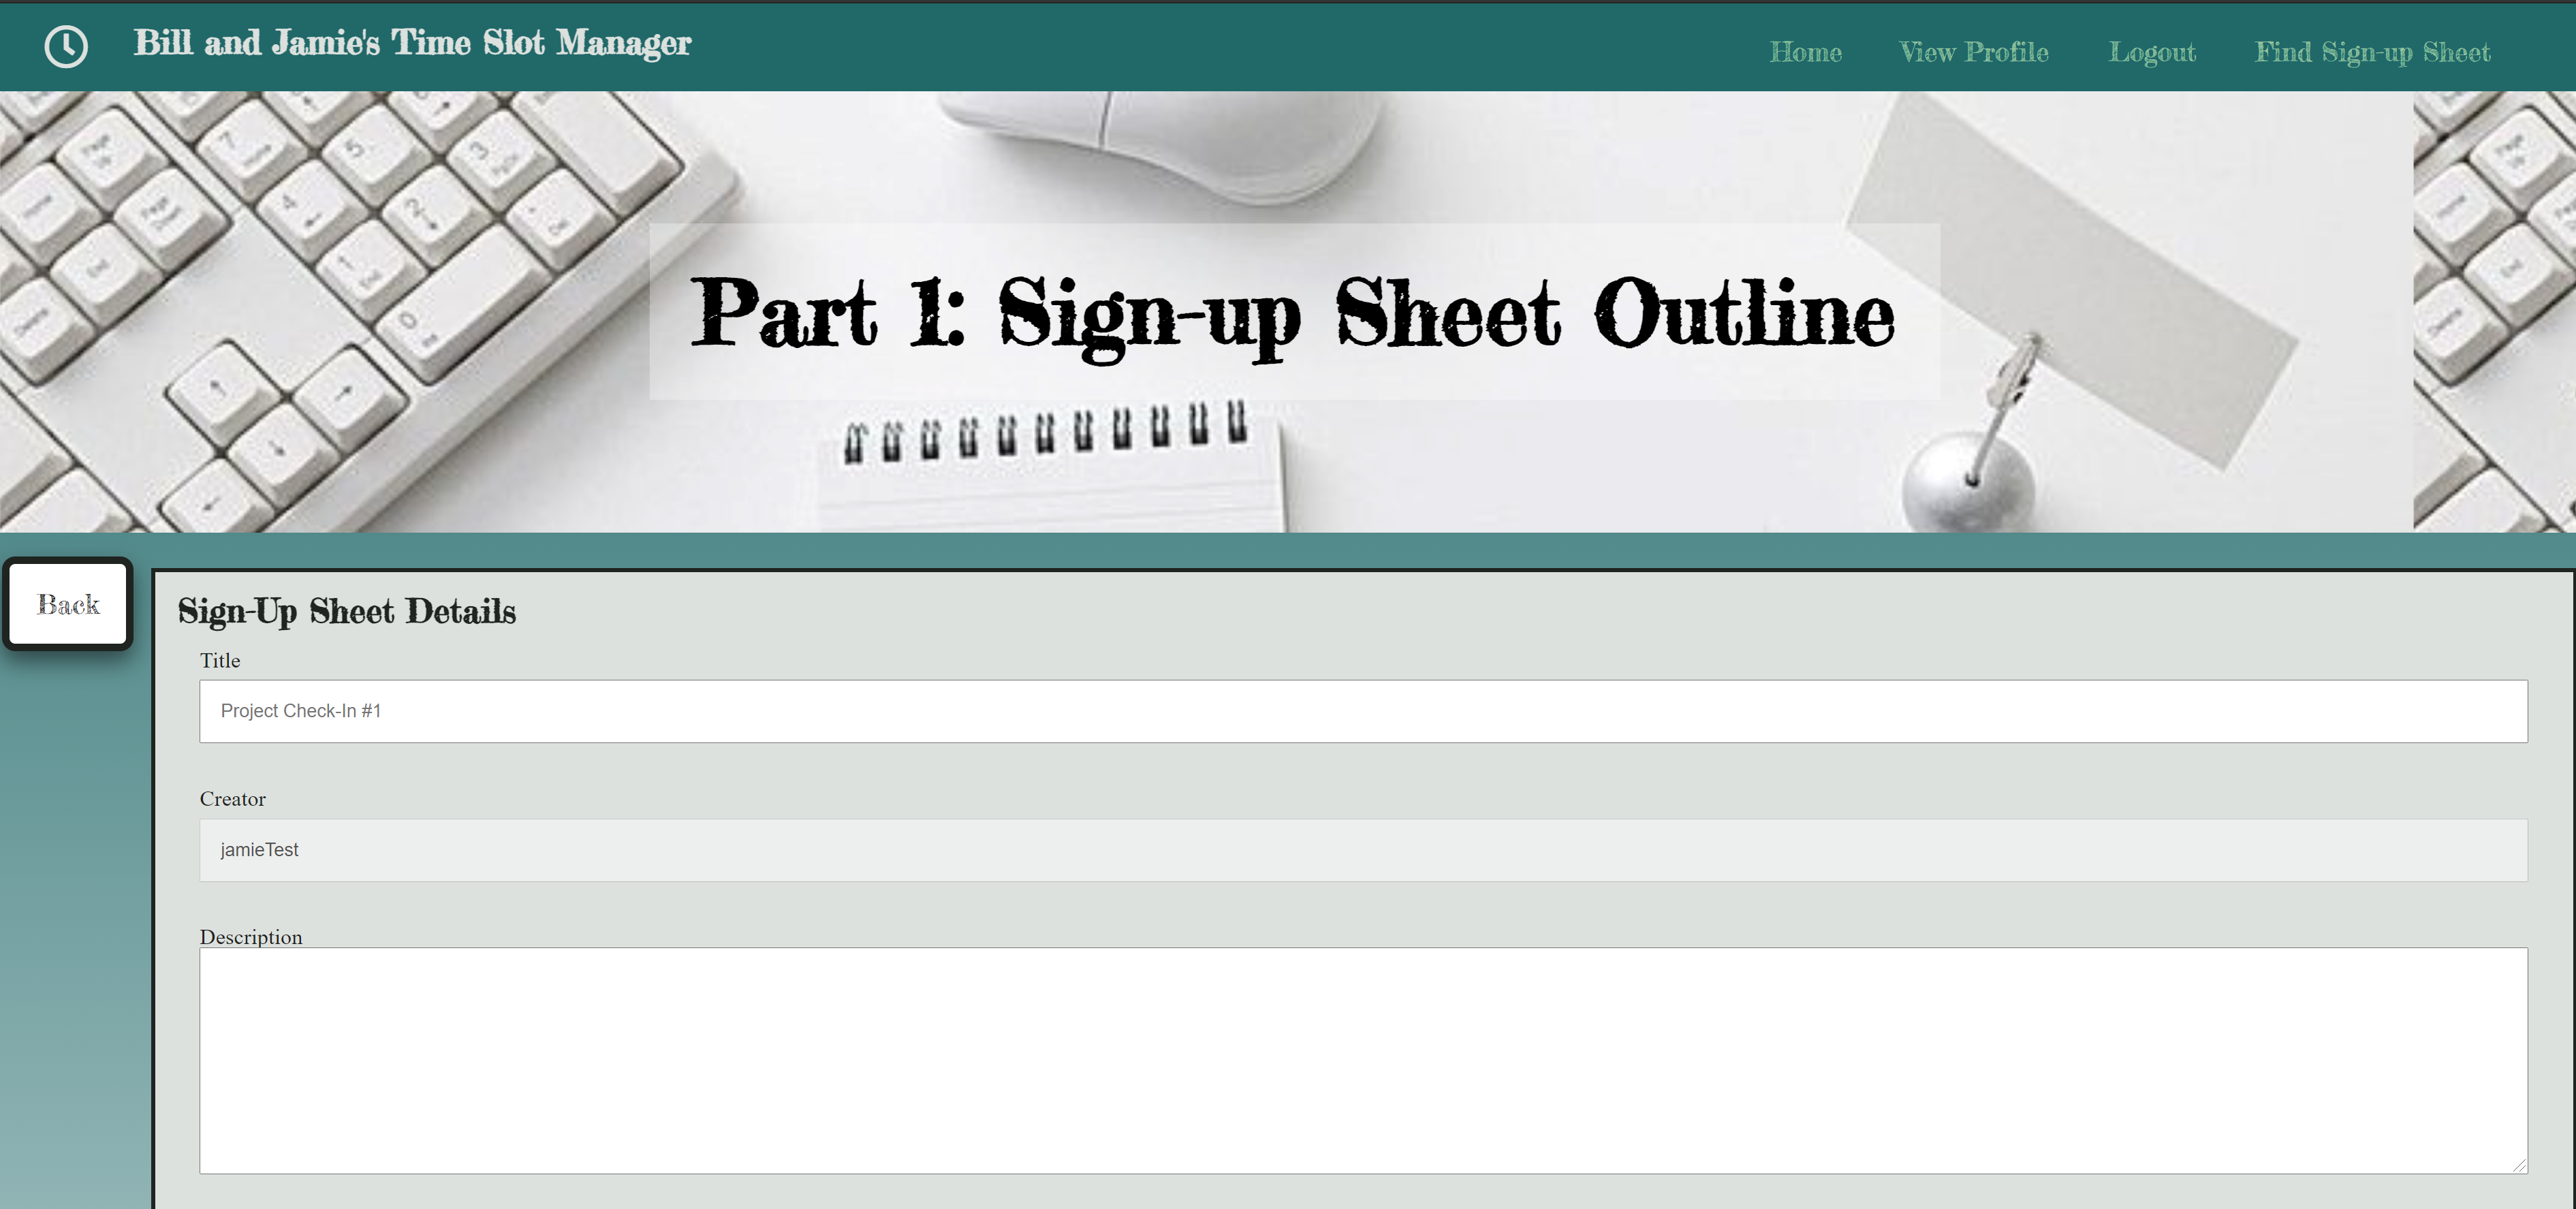 Bill and Jamie's Time Slot Manager
Home View Profile Logout Find Sign-up Sheet
Part 1: Sign-up Sheet Outline
Back
Sign-Up Sheet Details
Title
Project Check-In #1
Creator
jamieTest
Description